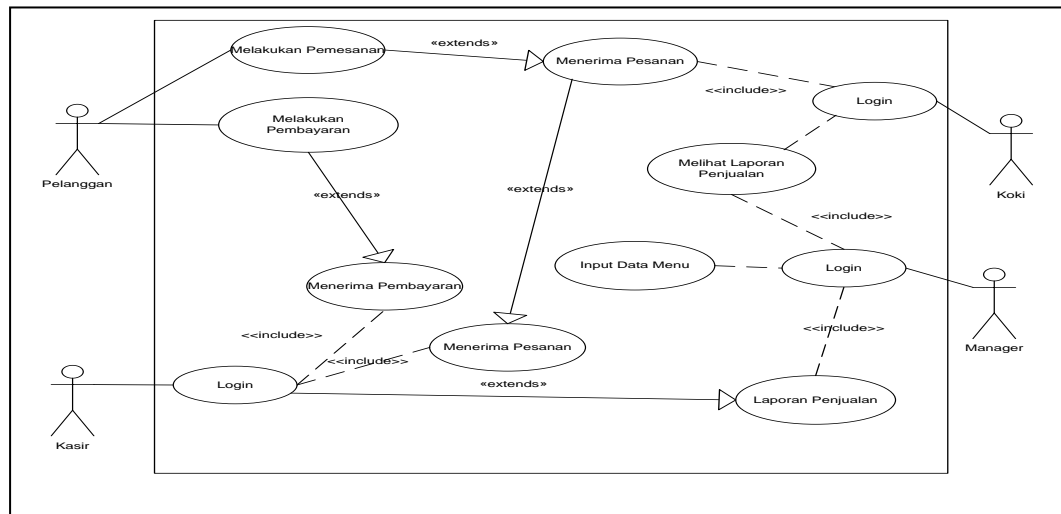 Melakukan Pemesanan
«extends»
Menerima Pesanan
<<include>>
Login
Melakukan
Pembayaran
Pelanggan
Melihat Laporan
Penjualan
Koki
«extends»
«extends»
<<include>>
Input Data Menu
Login
Menerima Pembayaran
Manager
<<include>>
<<include>>
Menerima Pesanan
<<include>>
Login
«extends»
Laporan Penjualan
Kasir